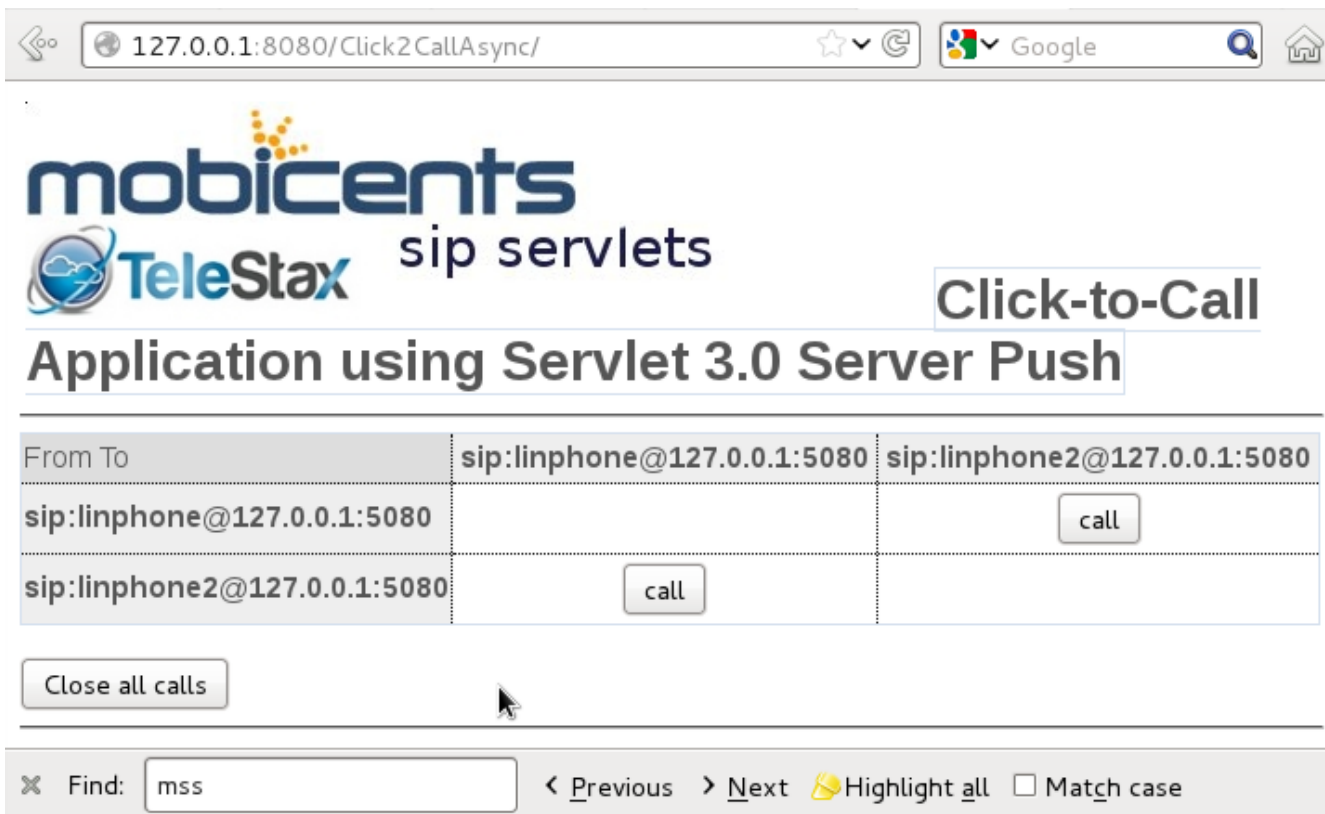 127.0.0.1:8080/Click2CallAsync/ Google
mobicents
TeleStax sip servlets
Click-to-Call
Application using Servlet 3.0 Server Push
From To sip:linphone@127.0.0.1:5080 sip:linphone2@127.0.0.1:5080
sip:linphone@127.0.0.1:5080 call
sip:linphone2@127.0.0.1:5080 call
Close all calls
Find: mss Previous Next Highlight all Match case